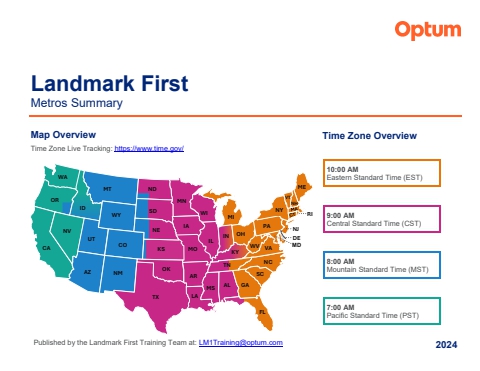 Optum
Landmark First
Metros Summary
Map Overview
Time Zone Live Tracking: https://www.time.gov/
Time Zone Overview
10:00 AM
Eastern Standard Time (EST)
9:00 AM
Central Standard Time (CST)
8:00 AM
Mountain Standard Time (MST)
7:00 AM
Pacific Standard Time (PST)
WA
OR
ID
MT
ND
MN
SD
WY
NE
IA
WI
MI
NY
ME
RI
NJ
DE
MD
PA
OH
IN
IL
NV
UT
CO
KS
MO
KY
WV
VA
CA
AZ
NM
OK
AR
TN
NC
SC
TX
LA
MS
AL
GA
FL
Published by the Landmark First Training Team at: LM1Training@optum.com
2024